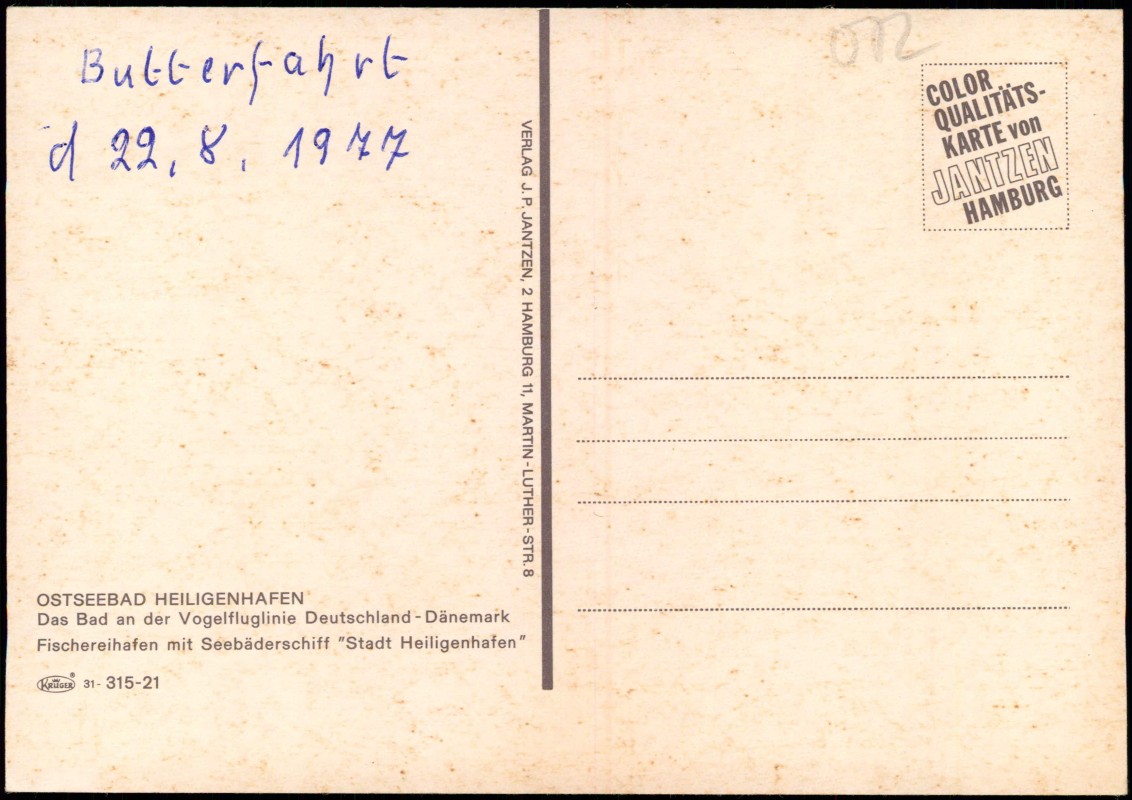 Butterfahrt
d 22. 8. 1977
COLOR
QUALITÄTS-
KARTE von
JANTZEN
HAMBURG
VERLAG J. P. JANTZEN, 2 HAMBURG 11, MARTIN-LUTHER-STR. 8
OSTSEEBAD HEILIGENHAFEN
Das Bad an der Vogelfluglinie Deutschland-Dänemark
Fischereihafen mit Seebäderschiff "Stadt Heiligenhafen"
KRÜGER ® 31- 315-21